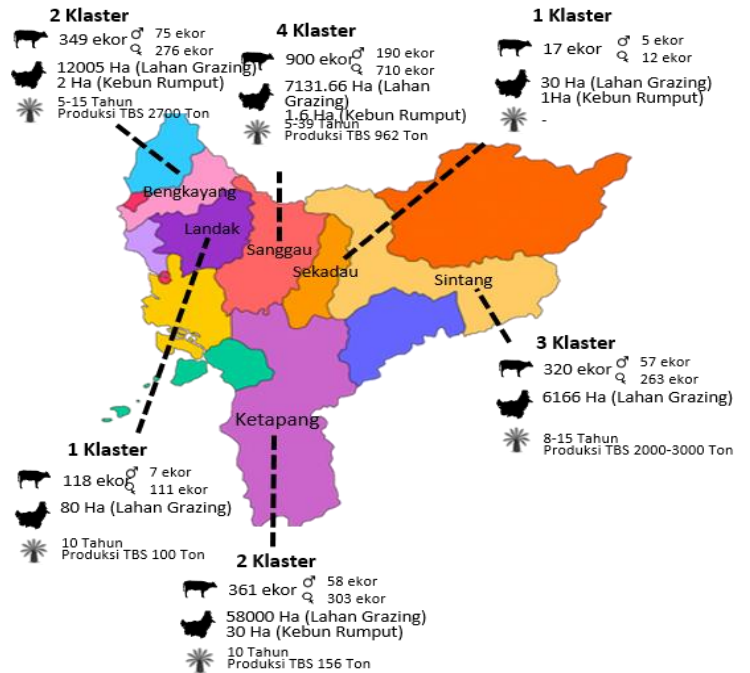 2 Klaster
349 ekor ♂ 75 ekor
♀ 276 ekor
12005 Ha (Lahan Grazing)
2 Ha (Kebun Rumput)
5-15 Tahun
Produksi TBS 2700 Ton
4 Klaster
900 ekor ♂ 190 ekor
♀ 710 ekor
7131.66 Ha (Lahan
Grazing)
1.6 Ha (Kebun Rumput)
5-39 Tahun
Produksi TBS 962 Ton
1 Klaster
17 ekor ♂ 5 ekor
♀ 12 ekor
30 Ha (Lahan Grazing)
1Ha (Kebun Rumput)
-
Bengkayang
Landak
Sanggau
Sekadau
Sintang
Ketapang
3 Klaster
320 ekor ♂ 57 ekor
♀ 263 ekor
6166 Ha (Lahan Grazing)
8-15 Tahun
Produksi TBS 2000-3000 Ton
1 Klaster
118 ekor ♂ 7 ekor
♀ 111 ekor
80 Ha (Lahan Grazing)
10 Tahun
Produksi TBS 100 Ton
2 Klaster
361 ekor ♂ 58 ekor
♀ 303 ekor
58000 Ha (Lahan Grazing)
30 Ha (Kebun Rumput)
10 Tahun
Produksi TBS 156 Ton